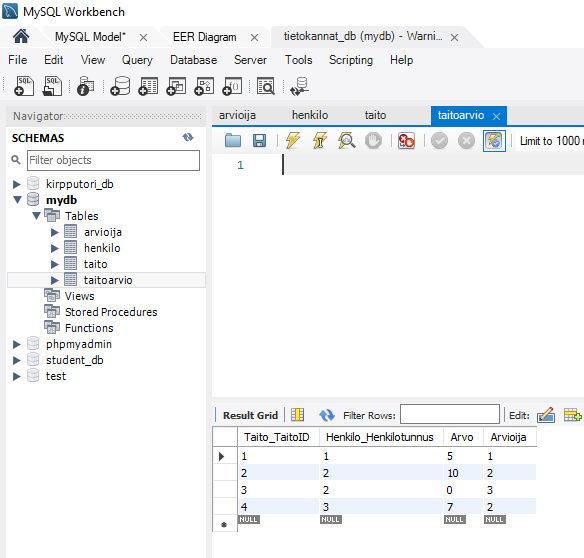 MySQL Workbench
MySQL Model* EER Diagram tietokannat_db (mydb) - Warni...
File Edit View Query Database Server Tools Scripting Help
SQL SQL
Navigator
SCHEMAS
Filter objects
kirpputori_db
mydb
Tables
arvioija
henkilo
taito
taitoarvio
Views
Stored Procedures
Functions
phpmyadmin
student_db
test
arvioija henkilo taito taitoarvio
Limit to 1000 r
1
Result Grid Filter Rows: Edit:
Taito_TaitoID Henkilo_Henkilotunnus Arvo Arvioija
1 1 5 1
2 2 10 2
3 2 0 3
4 3 7 2
NULL NULL NULL NULL